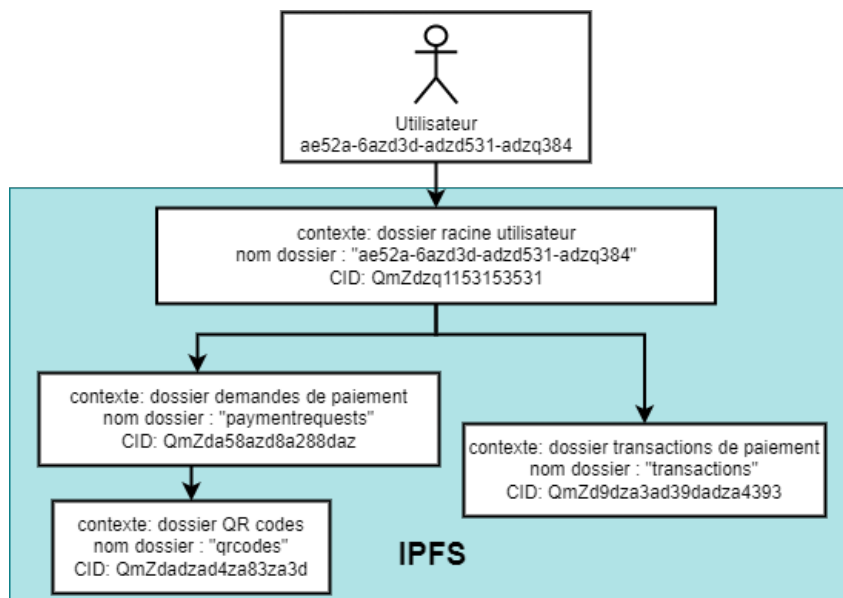 Utilisateur
ae52a-6azd3d-adzd531-adzq384
contexte: dossier racine utilisateur
nom dossier : "ae52a-6azd3d-adzd531-adzq384"
CID: QmZdzq1153153531
contexte: dossier demandes de paiement
nom dossier : "paymentrequests"
CID: QmZda58azd8a288daz
contexte: dossier transactions de paiement
nom dossier : "transactions"
CID: QmZd9dza3ad39dadza4393
contexte: dossier QR codes
nom dossier : "qrcodes"
CID: QmZdadzad4za83za3d
IPFS